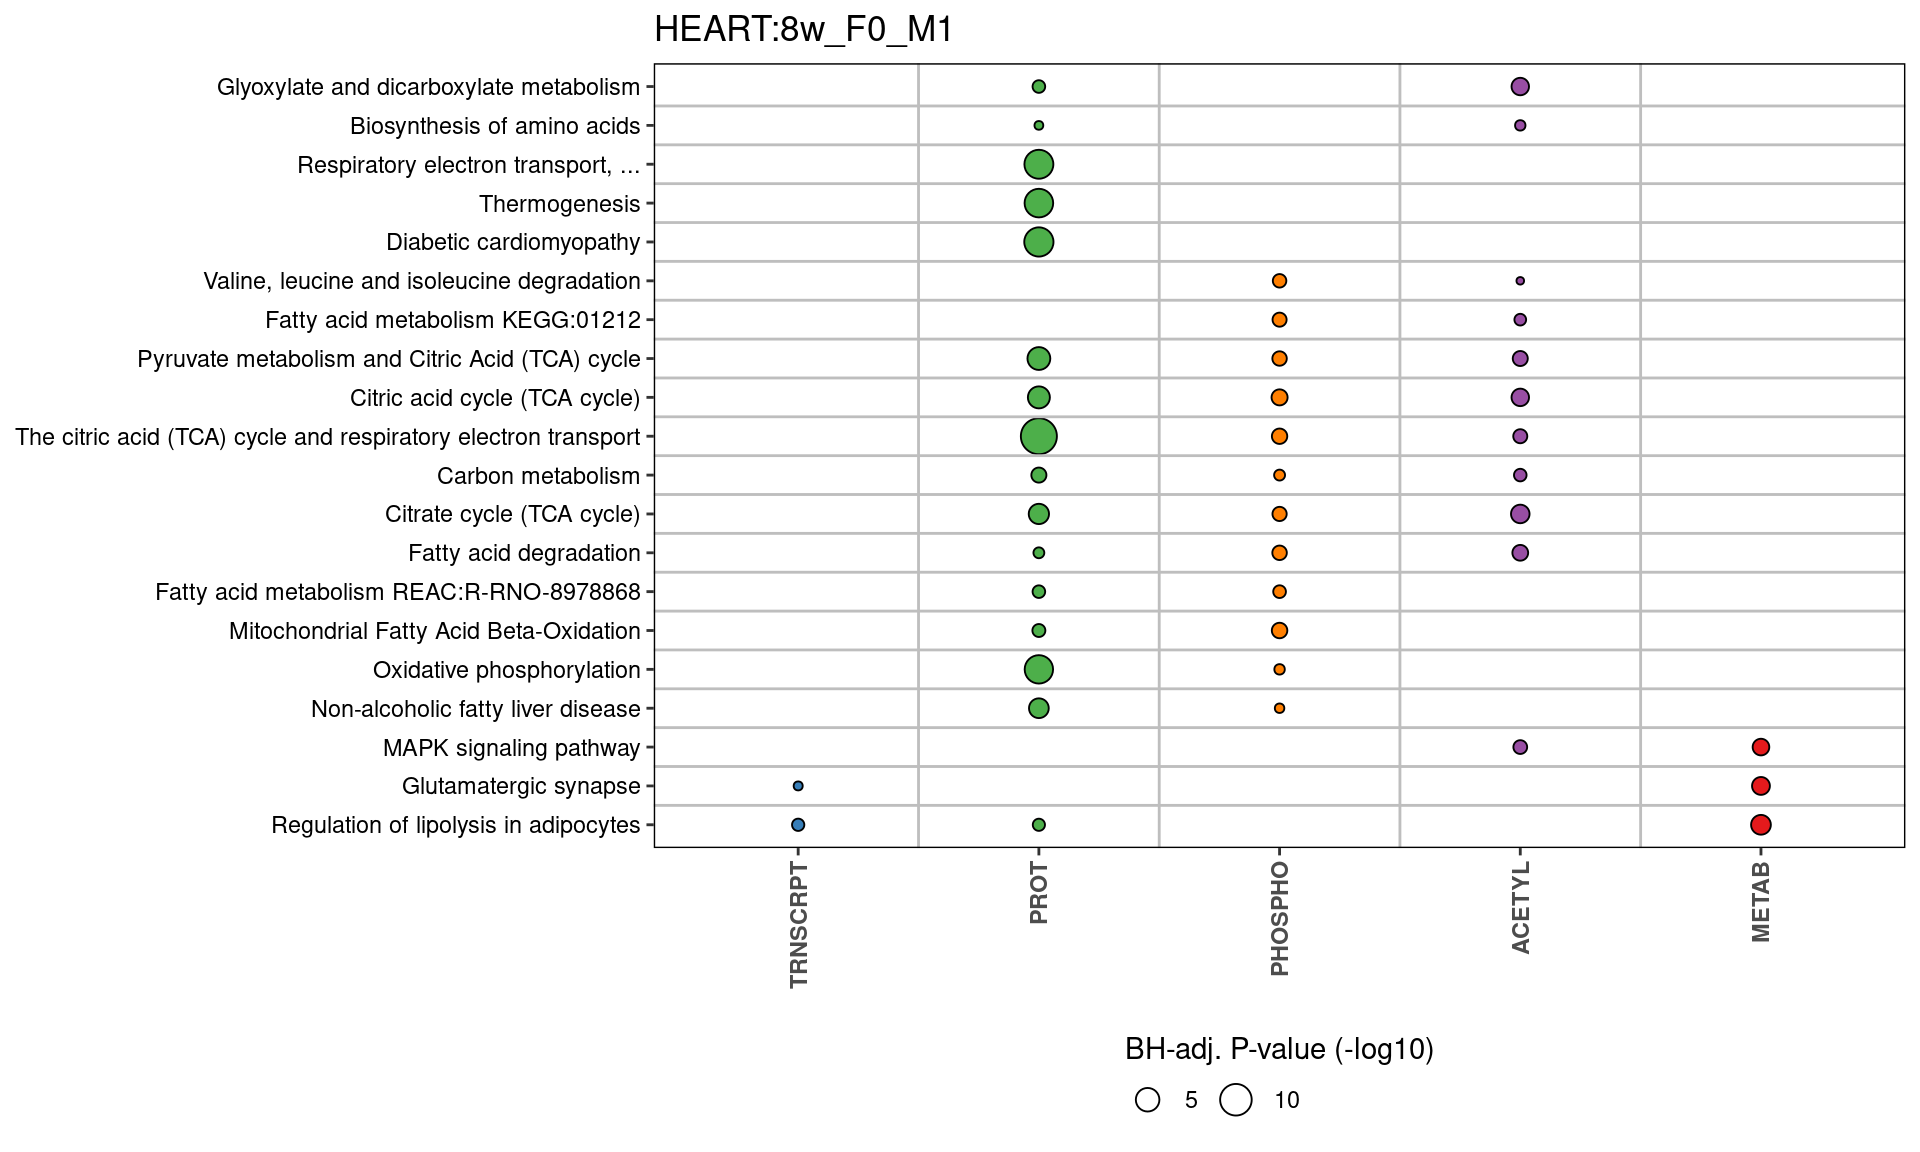 HEART:8w_F0_M1
Glyoxylate and dicarboxylate metabolism
Biosynthesis of amino acids
Respiratory electron transport, ...
Thermogenesis
Diabetic cardiomyopathy
Valine, leucine and isoleucine degradation
Fatty acid metabolism KEGG:01212
Pyruvate metabolism and Citric Acid (TCA) cycle
Citric acid cycle (TCA cycle)
The citric acid (TCA) cycle and respiratory electron transport
Carbon metabolism
Citrate cycle (TCA cycle)
Fatty acid degradation
Fatty acid metabolism REAC:R-RNO-8978868
Mitochondrial Fatty Acid Beta-Oxidation
Oxidative phosphorylation
Non-alcoholic fatty liver disease
MAPK signaling pathway
Glutamatergic synapse
Regulation of lipolysis in adipocytes
TRNSCRPT
PROT
PHOSPHO
ACETYL
METAB
BH-adj. P-value (-log10)
5 10